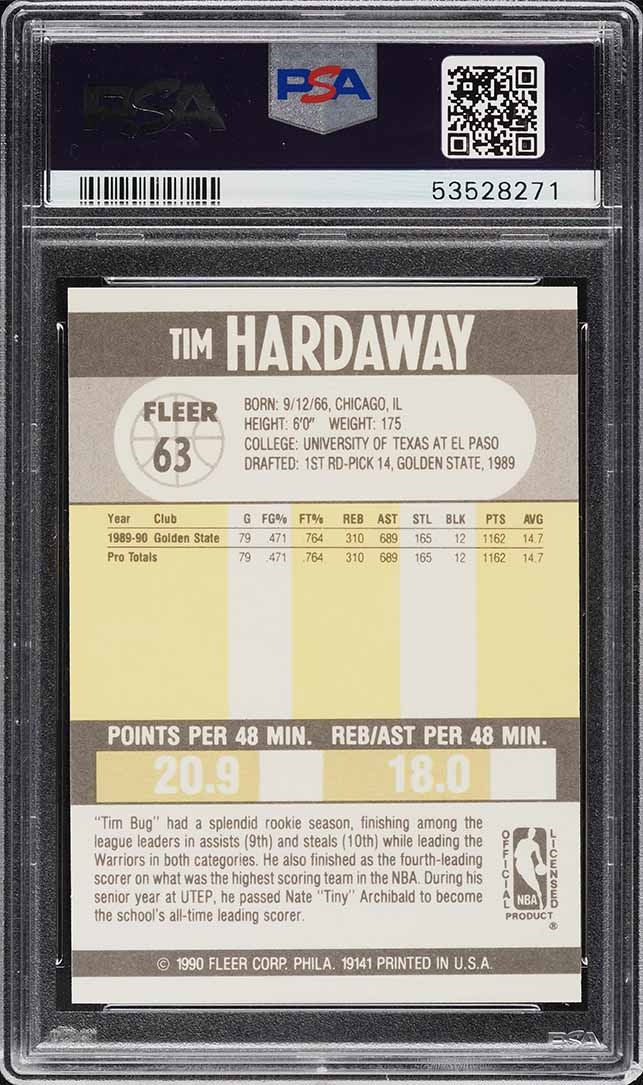 PSA
PSA
53528271
TIM HARDAWAY
FLEER
63
BORN: 9/12/66, CHICAGO, IL
HEIGHT: 6'0" WEIGHT: 175
COLLEGE: UNIVERSITY OF TEXAS AT EL PASO
DRAFTED: 1ST RD-PICK 14, GOLDEN STATE, 1989
Year Club G FG% FT% REB AST STL BLK PTS AVG
1989-90 Golden State 79 .471 .764 310 689 165 12 1162 14.7
Pro Totals 79 .471 .764 310 689 165 12 1162 14.7
POINTS PER 48 MIN. REB/AST PER 48 MIN.
20.9 18.0
"Tim Bug" had a splendid rookie season, finishing among the
league leaders in assists (9th) and steals (10th) while leading the
Warriors in both categories. He also finished as the fourth-leading
scorer on what was the highest scoring team in the NBA. During his
senior year at UTEP, he passed Nate "Tiny" Archibald to become
the school's all-time leading scorer.
OFFICIAL
LICENSED
NBA
PRODUCT
®
© 1990 FLEER CORP. PHILA. 19141 PRINTED IN U.S.A.
PSA